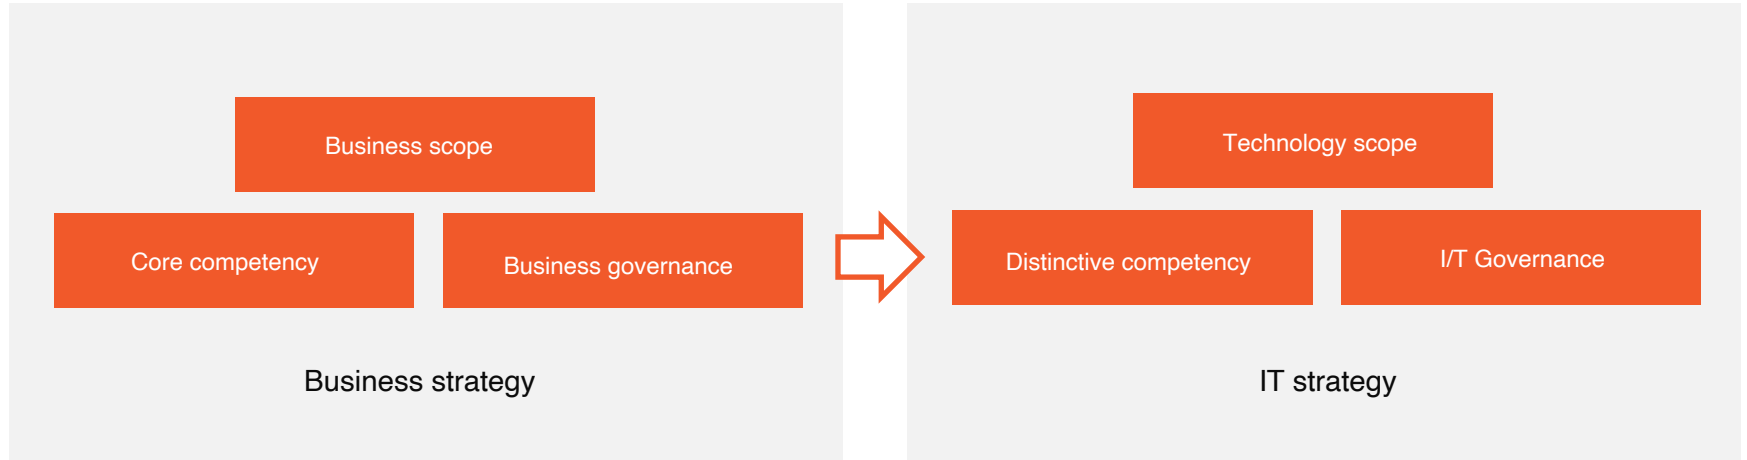 Business scope
Core competency
Business governance
Business strategy
Technology scope
Distinctive competency
I/T Governance
IT strategy